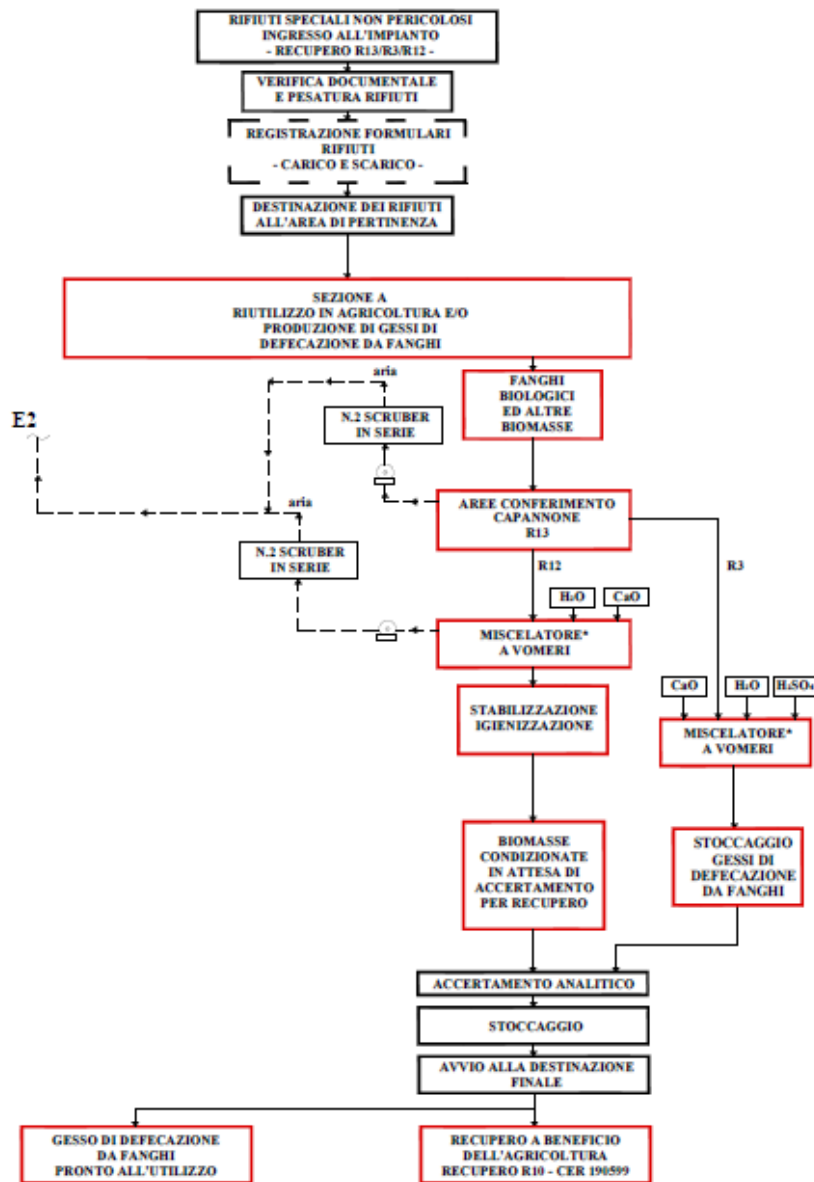 RIFIUTI SPECIALI NON PERICOLOSI
INGRESSO ALL'IMPIANTO
- RECUPERO R13/R3/R12 -
VERIFICA DOCUMENTALE
E PESATURA RIFIUTI
REGISTRAZIONE FORMULARI
RIFIUTI
- CARICO E SCARICO -
DESTINAZIONE DEI RIFIUTI
ALL'AREA DI PERTINENZA
SEZIONE A
RIUTILIZZO IN AGRICOLTURA E/O
PRODUZIONE DI GESSI DI
DEFECAZIONE DA FANGHI
aria
FANGHI
BIOLOGICI
ED ALTRE
BIOMASSE
E2
N.2 SCRUBER
IN SERIE
aria
AREE CONFERIMENTO
CAPANNONE
R13
N.2 SCRUBER
IN SERIE
R12
R3
H₂O
CaO
MISCELATORE*
A VOMERI
CaO
H₂O
H₂SO₄
STABILIZZAZIONE
IGIENIZZAZIONE
MISCELATORE*
A VOMERI
BIOMASSE
CONDIZIONATE
IN ATTESA DI
ACCERTAMENTO
PER RECUPERO
STOCCAGGIO
GESSI DI
DEFECAZIONE
DA FANGHI
ACCERTAMENTO ANALITICO
STOCCAGGIO
AVVIO ALLA DESTINAZIONE
FINALE
GESSO DI DEFECAZIONE
DA FANGHI
PRONTO ALL'UTILIZZO
RECUPERO A BENEFICIO
DELL'AGRICOLTURA
RECUPERO R10 - CER 190599